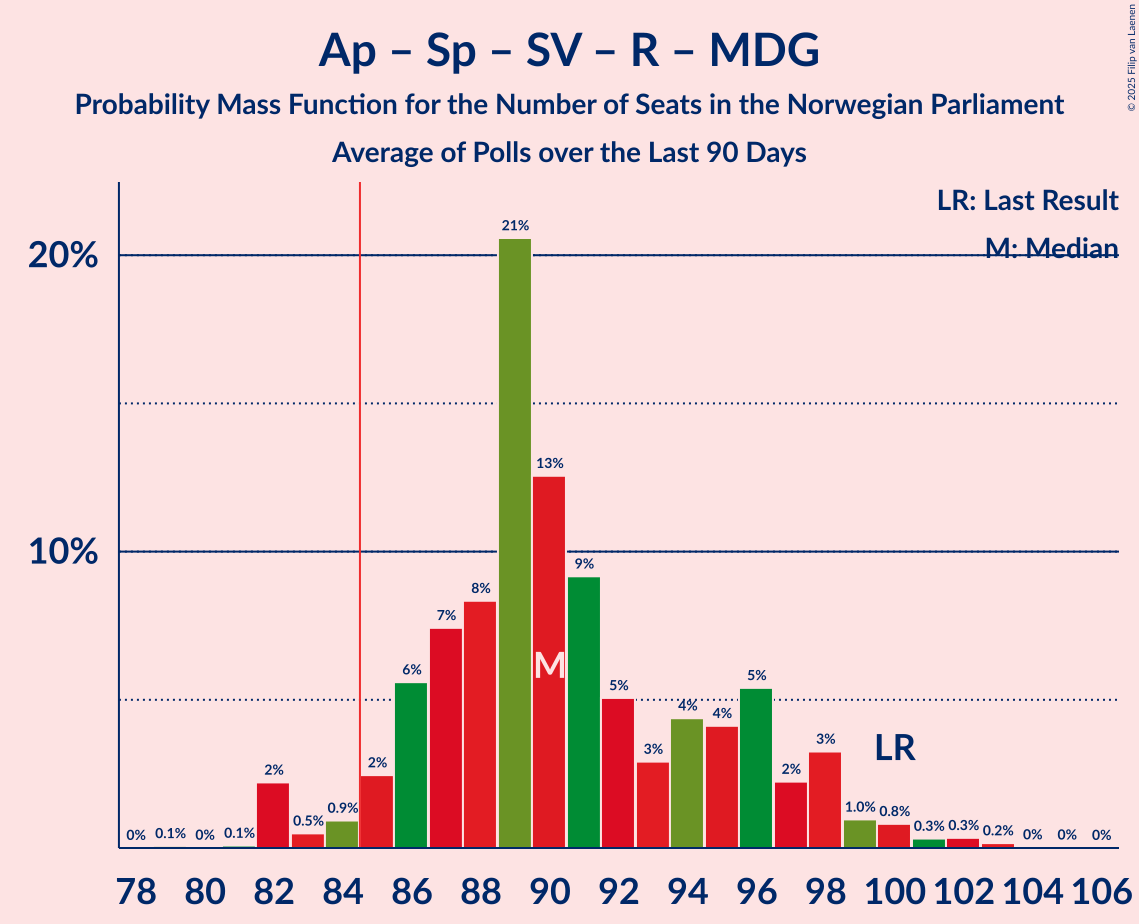 Ap – Sp – SV – R – MDG
Probability Mass Function for the Number of Seats in the Norwegian Parliament
Average of Polls over the Last 90 Days
© 2025 Filip van Laenen
LR: Last Result
M: Median
20%
10%
0% 0.1% 0% 0.1% 2% 0.5% 0.9% 2% 6% 7% 8% 21% 13% 9% 5% 3% 4% 4% 5% 2% 3% 1.0% 0.8% 0.3% 0.3% 0.2% 0% 0% 0%
M
LR
78 80 82 84 86 88 90 92 94 96 98 100 102 104 106